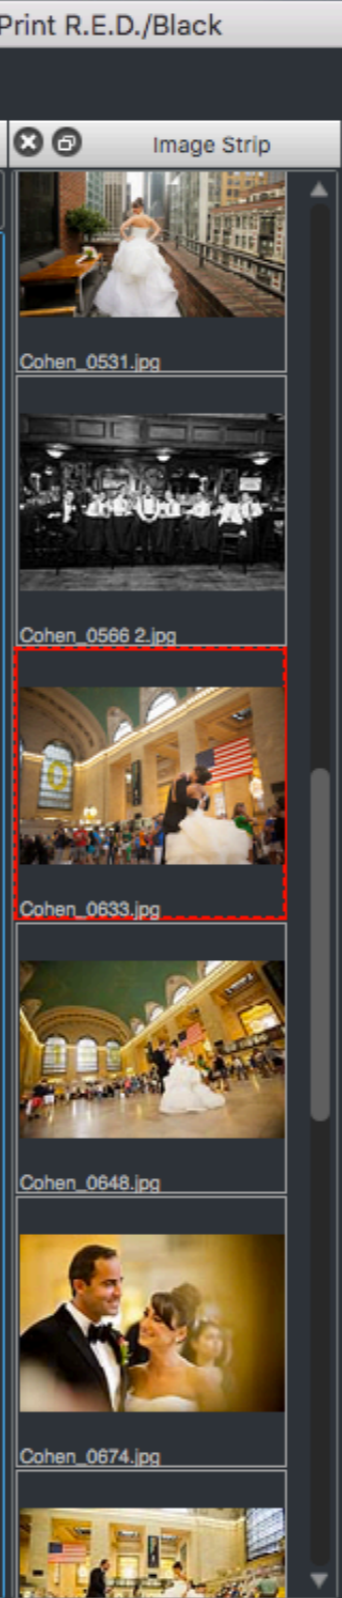 Print R.E.D./Black
Image Strip
Cohen_0531.jpg
Cohen_0566 2.jpg
Cohen_0633.jpg
Cohen_0648.jpg
Cohen_0674.jpg